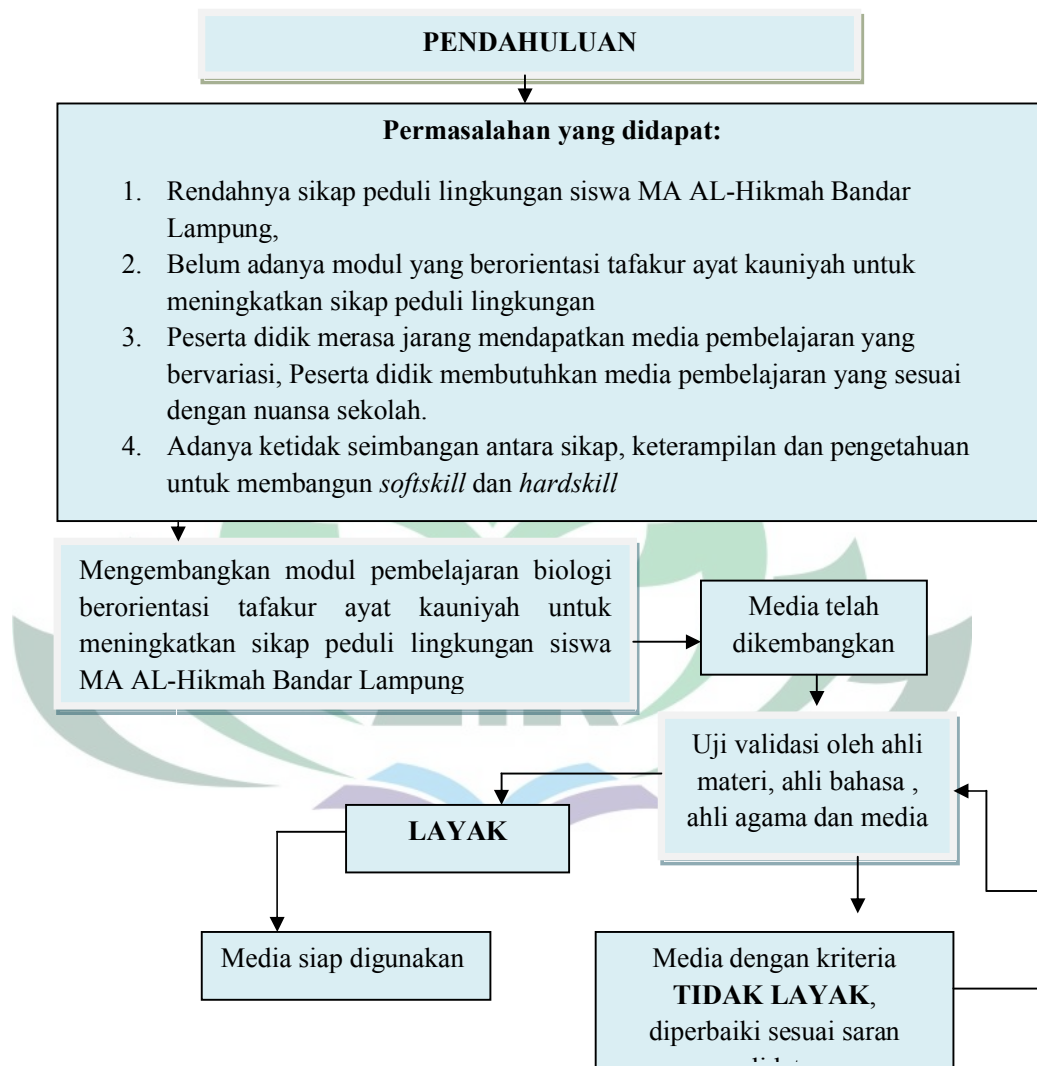 PENDAHULUAN
Permasalahan yang didapat:
1. Rendahnya sikap peduli lingkungan siswa MA AL-Hikmah Bandar
Lampung,
2. Belum adanya modul yang berorientasi tafakur ayat kauniyah untuk
meningkatkan sikap peduli lingkungan
3. Peserta didik merasa jarang mendapatkan media pembelajaran yang
bervariasi, Peserta didik membutuhkan media pembelajaran yang sesuai
dengan nuansa sekolah.
4. Adanya ketidak seimbangan antara sikap, keterampilan dan pengetahuan
untuk membangun softskill dan hardskill
Mengembangkan modul pembelajaran biologi
berorientasi tafakur ayat kauniyah untuk
meningkatkan sikap peduli lingkungan siswa
MA AL-Hikmah Bandar Lampung
Media telah
dikembangkan
Uji validasi oleh ahli
materi, ahli bahasa ,
ahli agama dan media
LAYAK
Media siap digunakan
Media dengan kriteria
TIDAK LAYAK,
diperbaiki sesuai saran